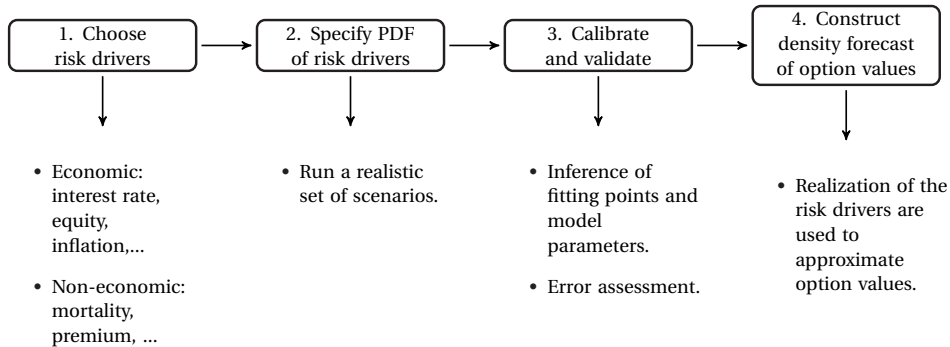 1. Choose
risk drivers
2. Specify PDF
of risk drivers
3. Calibrate
and validate
4. Construct
density forecast
of option values
• Economic:
interest rate,
equity,
inflation,...
• Non-economic:
mortality,
premium, ...
• Run a realistic
set of scenarios.
• Inference of
fitting points and
model
parameters.
• Error assessment.
• Realization of the
risk drivers are
used to
approximate
option values.